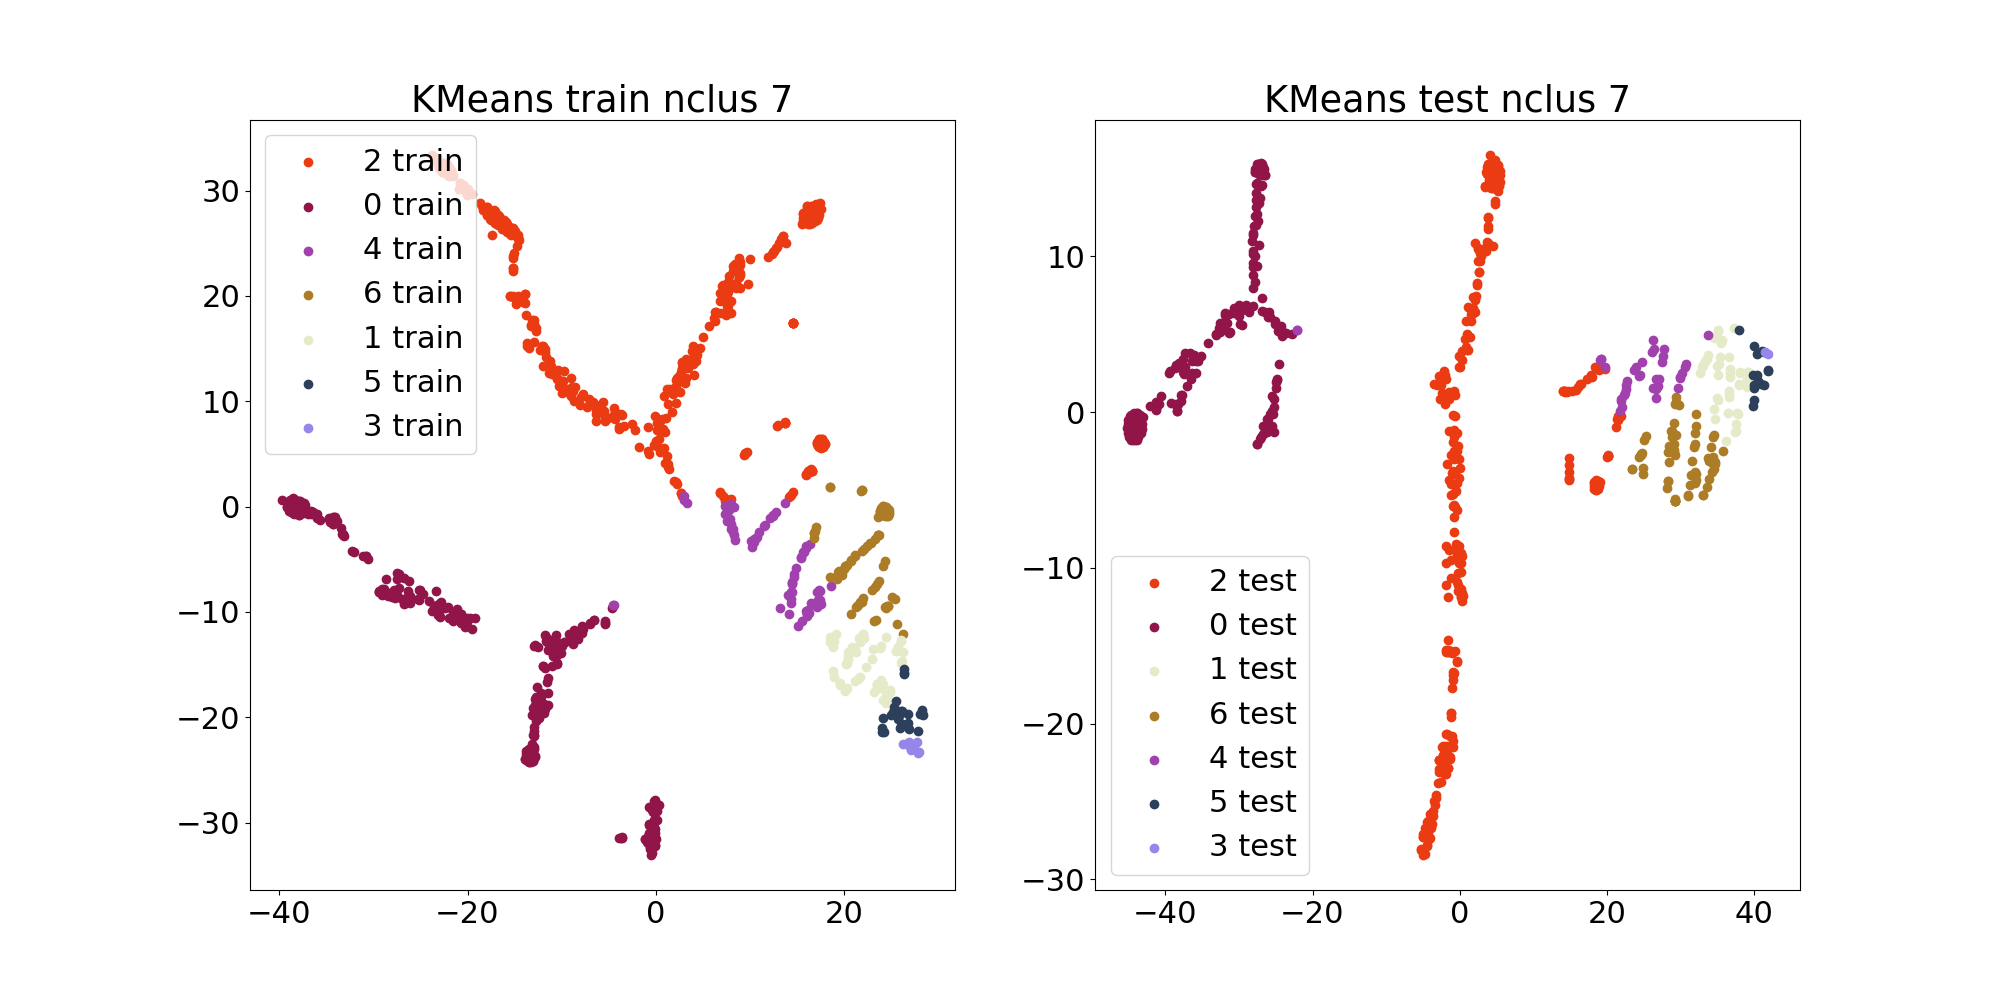 KMeans train nclus 7
2 train
0 train
4 train
6 train
1 train
5 train
3 train
30
20
10
0
−10
−20
−30
−40
−20
0
20
KMeans test nclus 7
10
0
−10
−20
−30
2 test
0 test
1 test
6 test
4 test
5 test
3 test
−40
−20
0
20
40